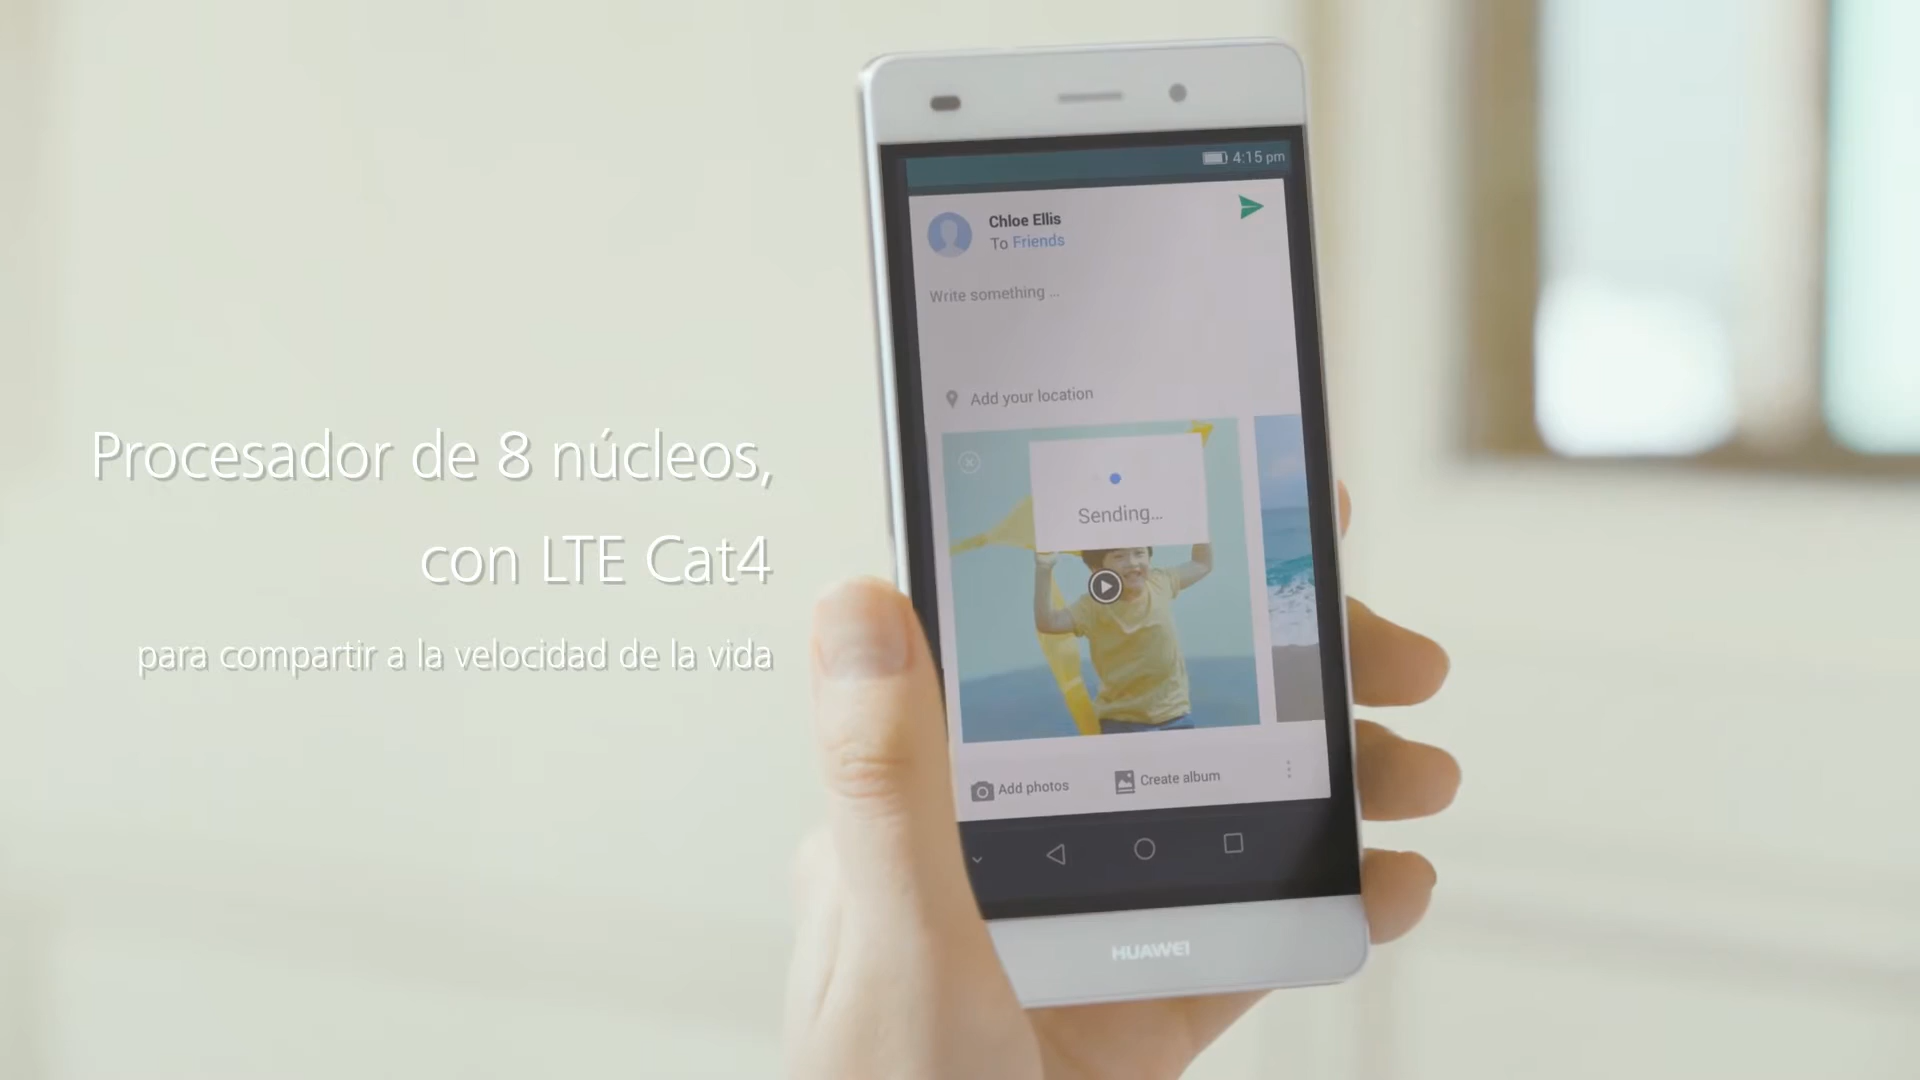 Procesador de 8 núcleos,
con LTE Cat4
para compartir a la velocidad de la vida
4:15 pm
Chloe Ellis
To Friends
Write something ...
Add your location
Sending...
Add photos
Create album
HUAWEI